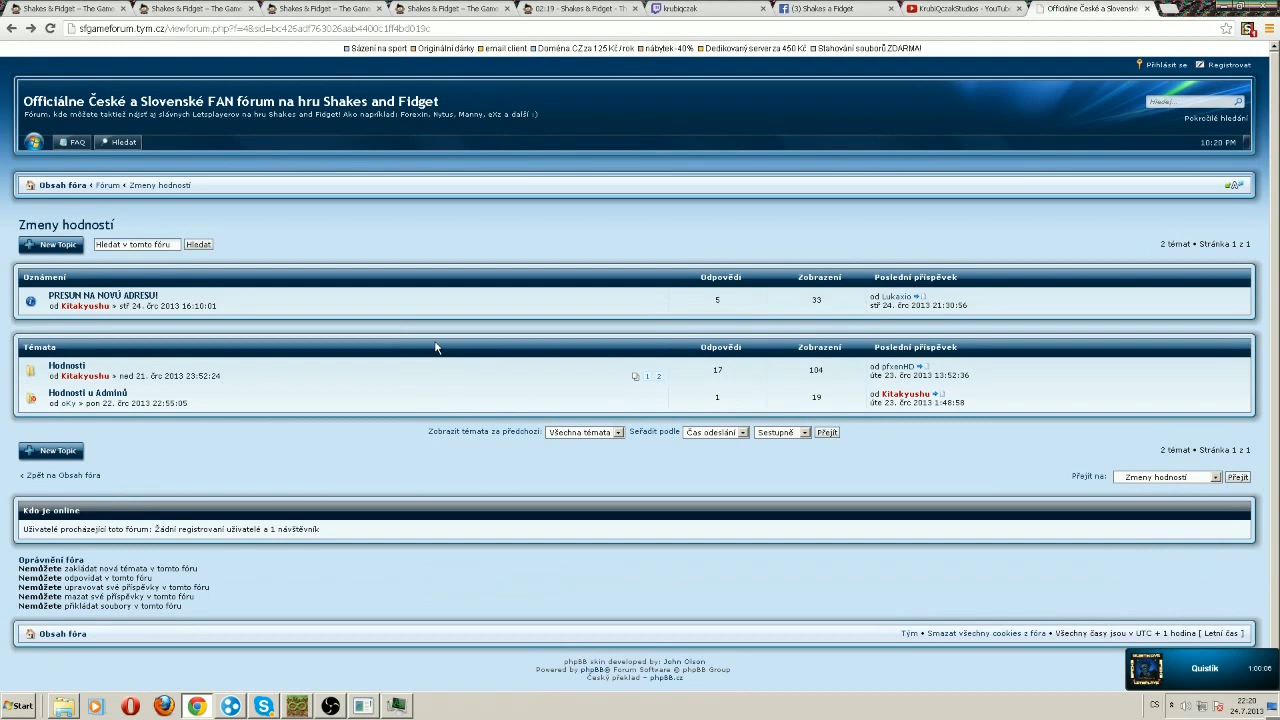 Shakes & Fidget - The Game
Shakes & Fidget - The Game
Shakes & Fidget - The Game
Shakes & Fidget - The Game
02:19 - Shakes & Fidget - Th
krubiqczak
(3) Shakes a Fidget
KrubiQczakStudios - YouTub
Officiálne České a Slovenské
sfgameforum.tym.cz/viewforum.php?f=4&sid=bc426adf763026aab4400c1ff4bd019c
Sázení na sport Originální dárky email client Doména.CZ za 125 Kč/rok nábytek -40% Dedikovaný server za 450 Kč Stahování souborů ZDARMA!
Přihlásit se Registrovat
Officiálne České a Slovenské FAN fórum na hru Shakes and Fidget
Fórum, kde môžete taktiež nájsť aj slávnych Letsplayerov na hru Shakes and Fidget! Ako napríklad: Forexin, Nytus, Manny, eXz a další :)
Hledej…
Pokročilé hledání
FAQ Hledat
10:20 PM
Obsah fóra ‹ Fórum ‹ Zmeny hodností
Zmeny hodností
New Topic
Hledat v tomto fóru
Hledat
2 témat • Stránka 1 z 1
Oznámení Odpovědi Zobrazení Poslední příspěvek
PRESUN NA NOVÚ ADRESU!
od Kitakyushu » stř 24. črc 2013 16:10:01
5 33
od Lukaxio
stř 24. črc 2013 21:30:56
Témata Odpovědi Zobrazení Poslední příspěvek
Hodnosti
od Kitakyushu » ned 21. črc 2013 23:52:24
1 2
17 104
od pfxenHD
úte 23. črc 2013 13:52:36
Hodnosti u Adminů
od oKy » pon 22. črc 2013 22:55:05
1 19
od Kitakyushu
úte 23. črc 2013 1:48:58
Zobrazit témata za předchozí: Všechna témata Seřadit podle Čas odeslání Sestupně Přejít
New Topic
2 témat • Stránka 1 z 1
‹ Zpět na Obsah fóra
Přejít na: Zmeny hodností Přejít
Kdo je online
Uživatelé procházející toto fórum: Žádní registrovaní uživatelé a 1 návštěvník
Oprávnění fóra
Nemůžete zakládat nová témata v tomto fóru
Nemůžete odpovídat v tomto fóru
Nemůžete upravovat své příspěvky v tomto fóru
Nemůžete mazat své příspěvky v tomto fóru
Nemůžete přikládat soubory v tomto fóru
Obsah fóra
Tým • Smazat všechny cookies z fóra • Všechny časy jsou v UTC + 1 hodina [ Letní čas ]
phpBB skin developed by: John Olson
Powered by phpBB® Forum Software © phpBB Group
Český překlad – phpBB.cz
Quistik
1:00:06
Start
CS
22:20
24.7.2013